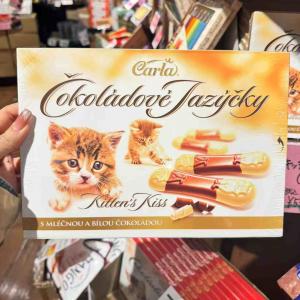 Carla
Čokoládové Jazýčky
Kitten's Kiss
S MLÉČNOU A BÍLOU ČOKOLÁDOU